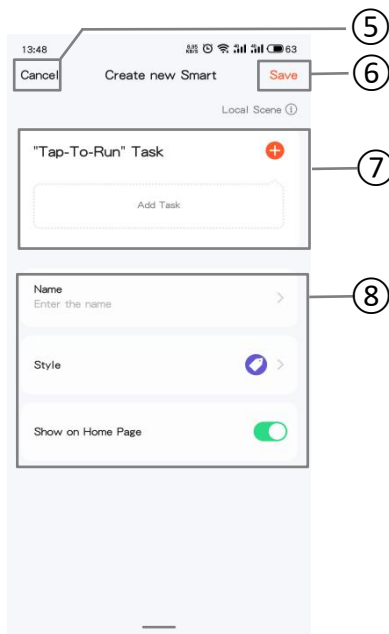 ⑤
13:48 63
Cancel Create new Smart Save
⑥
Local Scene ⓘ
"Tap-To-Run" Task
⑦
Add Task
Name
Enter the name
⑧
Style
Show on Home Page